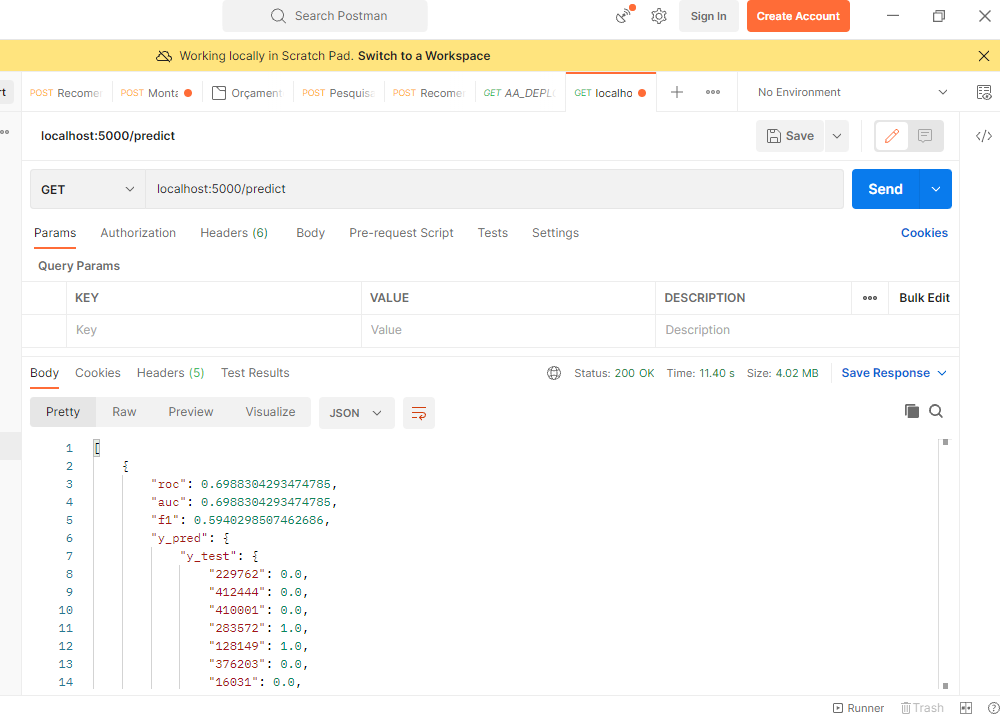 Search Postman
Sign In
Create Account
Working locally in Scratch Pad. Switch to a Workspace
rt
POST Recomer
POST Monta
Orçament
POST Pesquisa
POST Recomer
GET AA_DEPL
GET localho
No Environment
localhost:5000/predict
Save
GET
localhost:5000/predict
Send
Params
Authorization
Headers (6)
Body
Pre-request Script
Tests
Settings
Cookies
Query Params
KEY
VALUE
DESCRIPTION
Bulk Edit
Key
Value
Description
Body
Cookies
Headers (5)
Test Results
Status: 200 OK
Time: 11.40 s
Size: 4.02 MB
Save Response
Pretty
Raw
Preview
Visualize
JSON
1 [
2 {
3 "roc": 0.6988304293474785,
4 "auc": 0.6988304293474785,
5 "f1": 0.5940298507462686,
6 "y_pred": {
7 "y_test": {
8 "229762": 0.0,
9 "412444": 0.0,
10 "410001": 0.0,
11 "283572": 1.0,
12 "128149": 1.0,
13 "376203": 0.0,
14 "16031": 0.0,
Runner
Trash